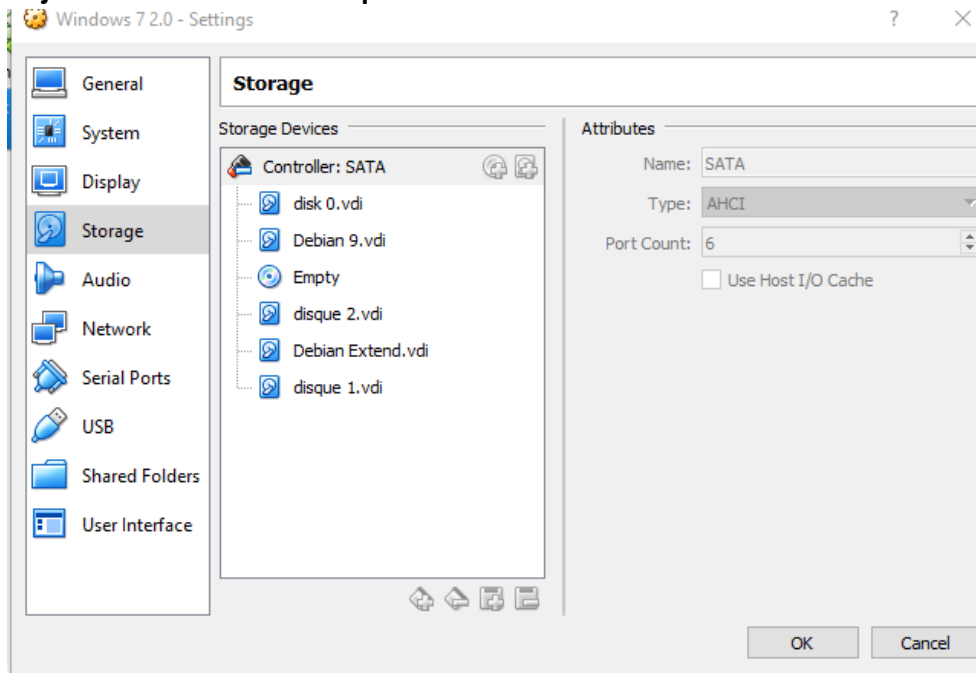 Windows 7 2.0 - Settings
?
General
System
Display
Storage
Audio
Network
Serial Ports
USB
Shared Folders
User Interface
Storage
Storage Devices
Controller: SATA
disk 0.vdi
Debian 9.vdi
Empty
disque 2.vdi
Debian Extend.vdi
disque 1.vdi
Attributes
Name: SATA
Type: AHCI
Port Count: 6
Use Host I/O Cache
OK
Cancel